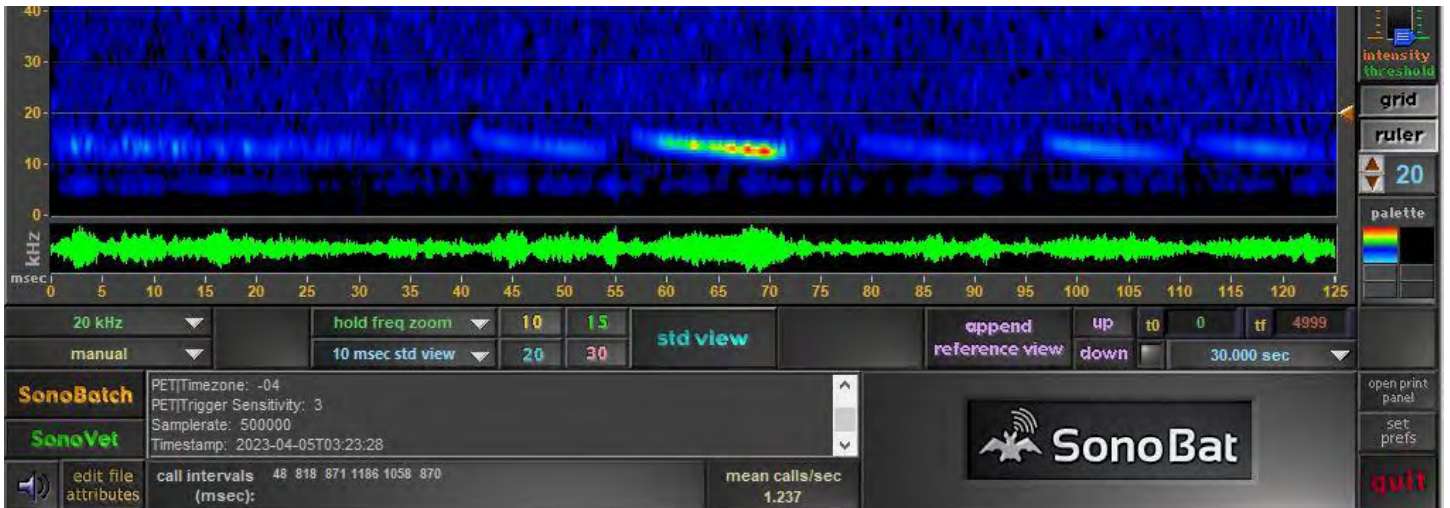 40-
30-
20-
10-
0-
kHz
msec
0 5 10 15 20 25 30 35 40 45 50 55 60 65 70 75 80 85 90 95 100 105 110 115 120 125
intensity
threshold
grid
ruler
20
palette
20 kHz hold freq zoom 10 15 std view append up t0 0 tf 4999
manual 10 msec std view 20 30 reference view down 30.000 sec
SonoBatch
SonoVet
PET|Timezone: -04
PET|Trigger Sensitivity: 3
Samplerate: 500000
Timestamp: 2023-04-05T03:23:28
SonoBat
open print
panel
set
prefs
edit file
attributes
call intervals 48 818 871 1186 1058 870
(msec):
mean calls/sec
1.237
quit